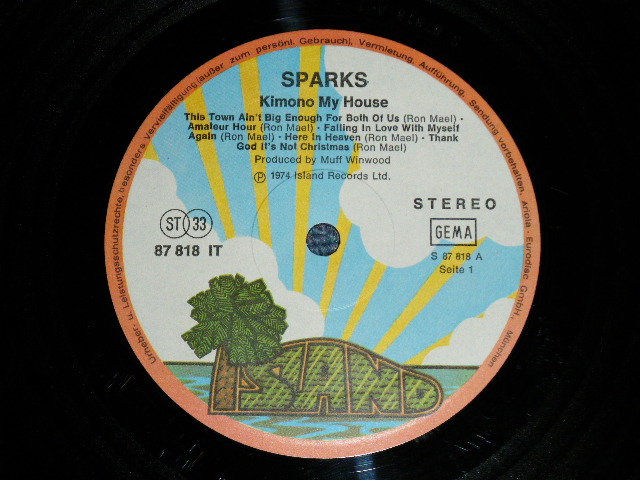 Urheber- u. Leistungsschutzrechte, besonders Vervielfältigung (außer zum persönl. Gebrauch), Vermietung, Aufführung, Sendung vorbehalten. Ariola-Eurodisc GmbH, München
SPARKS
Kimono My House
This Town Ain't Big Enough For Both Of Us (Ron Mael) -
Amateur Hour (Ron Mael) - Falling In Love With Myself
Again (Ron Mael) - Here In Heaven (Ron Mael) - Thank
God It's Not Christmas (Ron Mael)
Produced by Muff Winwood
Ⓟ 1974 Island Records Ltd.
ST 33
87 818 IT
STEREO
GEMA
S 87 818 A
Seite 1
ISLAND